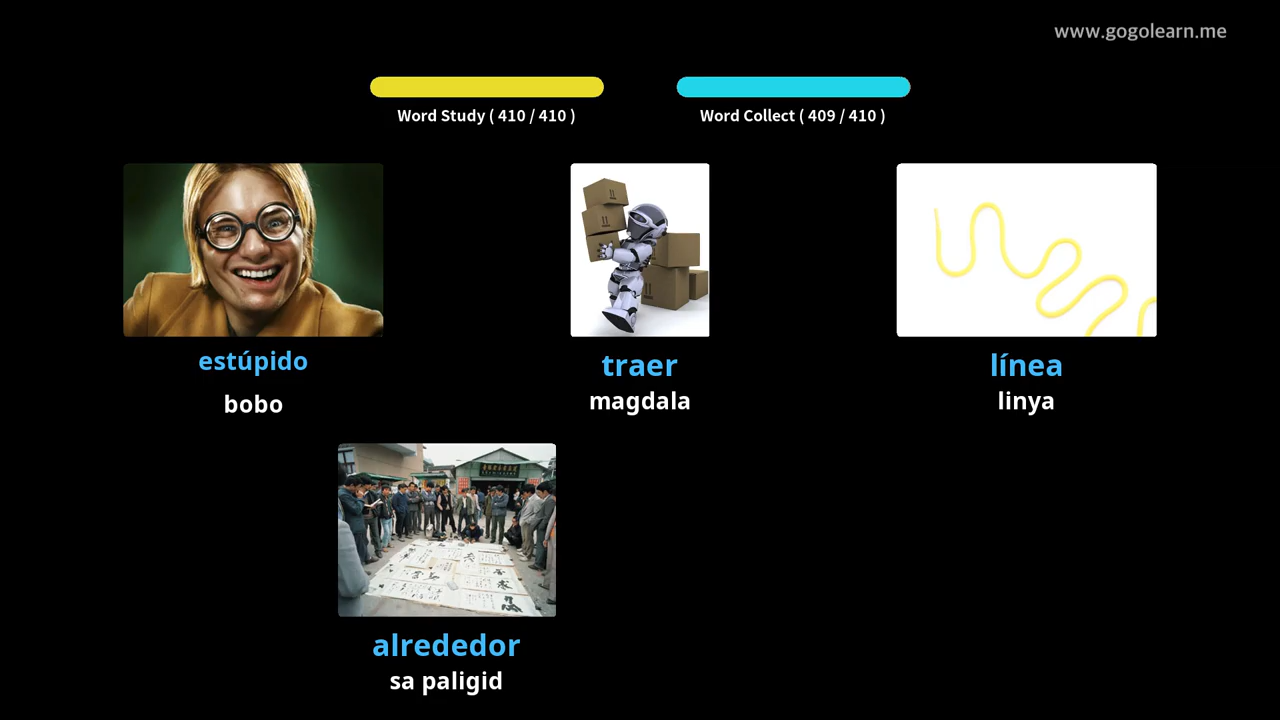 www.gogolearn.me
Word Study ( 410 / 410 )
Word Collect ( 409 / 410 )
estúpido
bobo
traer
magdala
línea
linya
alrededor
sa paligid